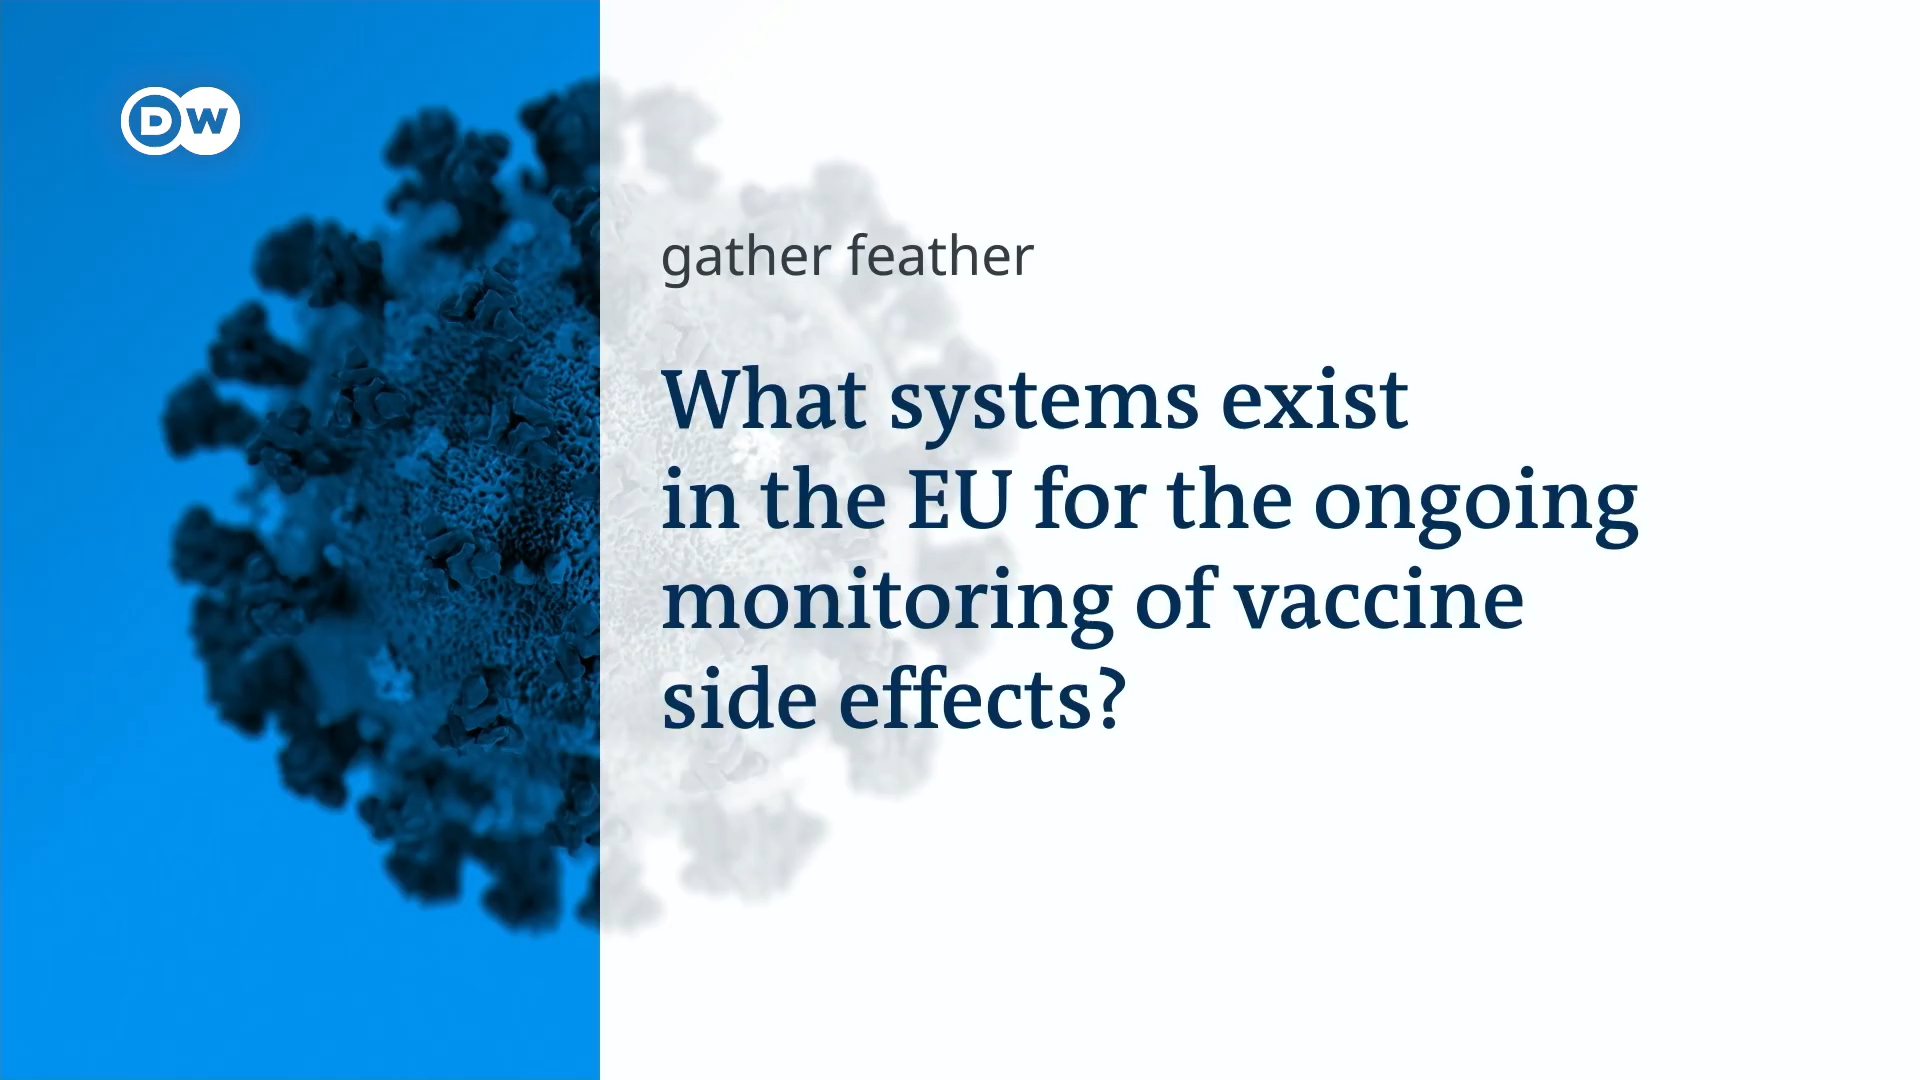 DW
gather feather
What systems exist
in the EU for the ongoing
monitoring of vaccine
side effects?